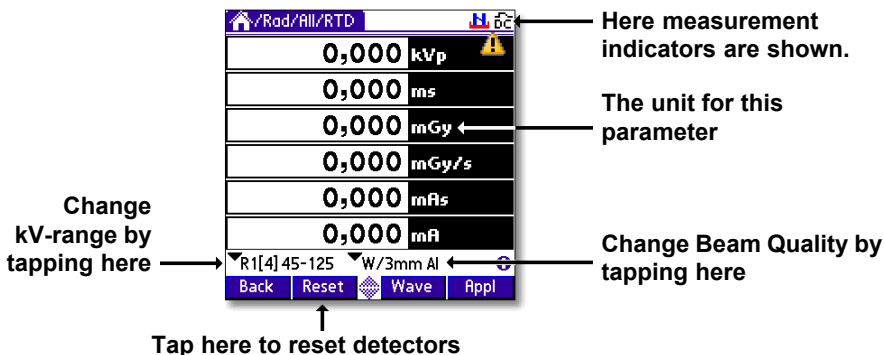 /Rad/All/RTD
Here measurement
indicators are shown.
0,000 kVp
0,000 ms
The unit for this
parameter
0,000 mGy
0,000 mGy/s
0,000 mAs
0,000 mA
Change
kV-range by
tapping here
R1[4] 45-125 W/3mm Al
Change Beam Quality by
tapping here
Back Reset Wave Appl
Tap here to reset detectors